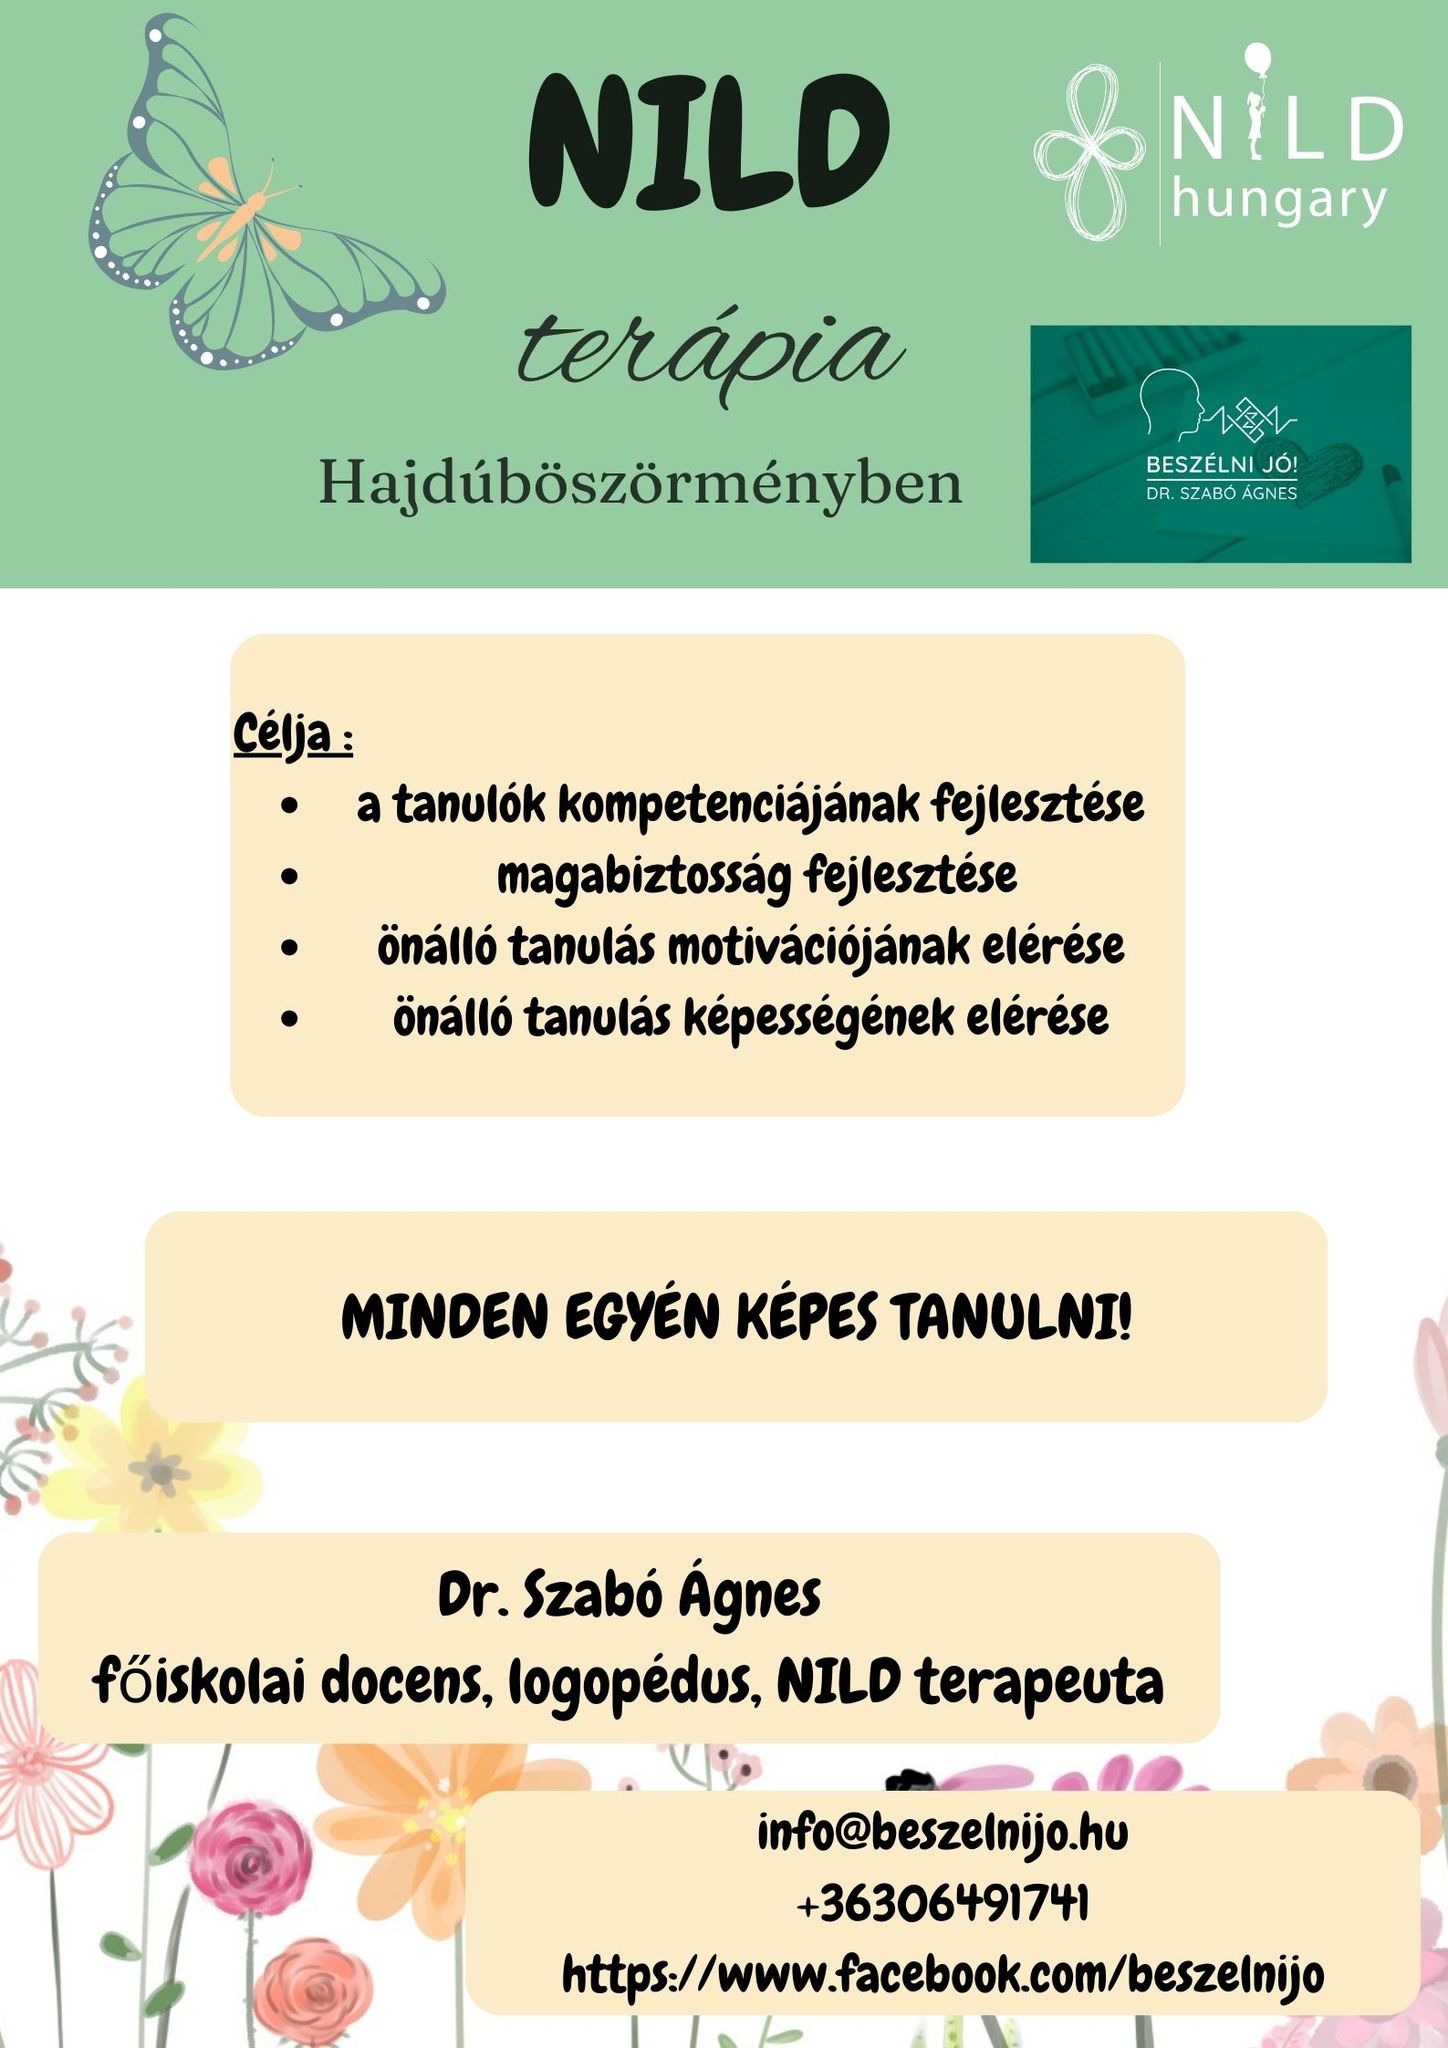 NILD
terápia
Hajdúböszörményben
NILD
hungary
BESZÉLNI JÓ!
DR. SZABÓ ÁGNES
Célja :
• a tanulók kompetenciájának fejlesztése
• magabiztosság fejlesztése
• önálló tanulás motivációjának elérése
• önálló tanulás képességének elérése
MINDEN EGYÉN KÉPES TANULNI!
Dr. Szabó Ágnes
főiskolai docens, logopédus, NILD terapeuta
info@beszelnijo.hu
+36306491741
https://www.facebook.com/beszelnijo